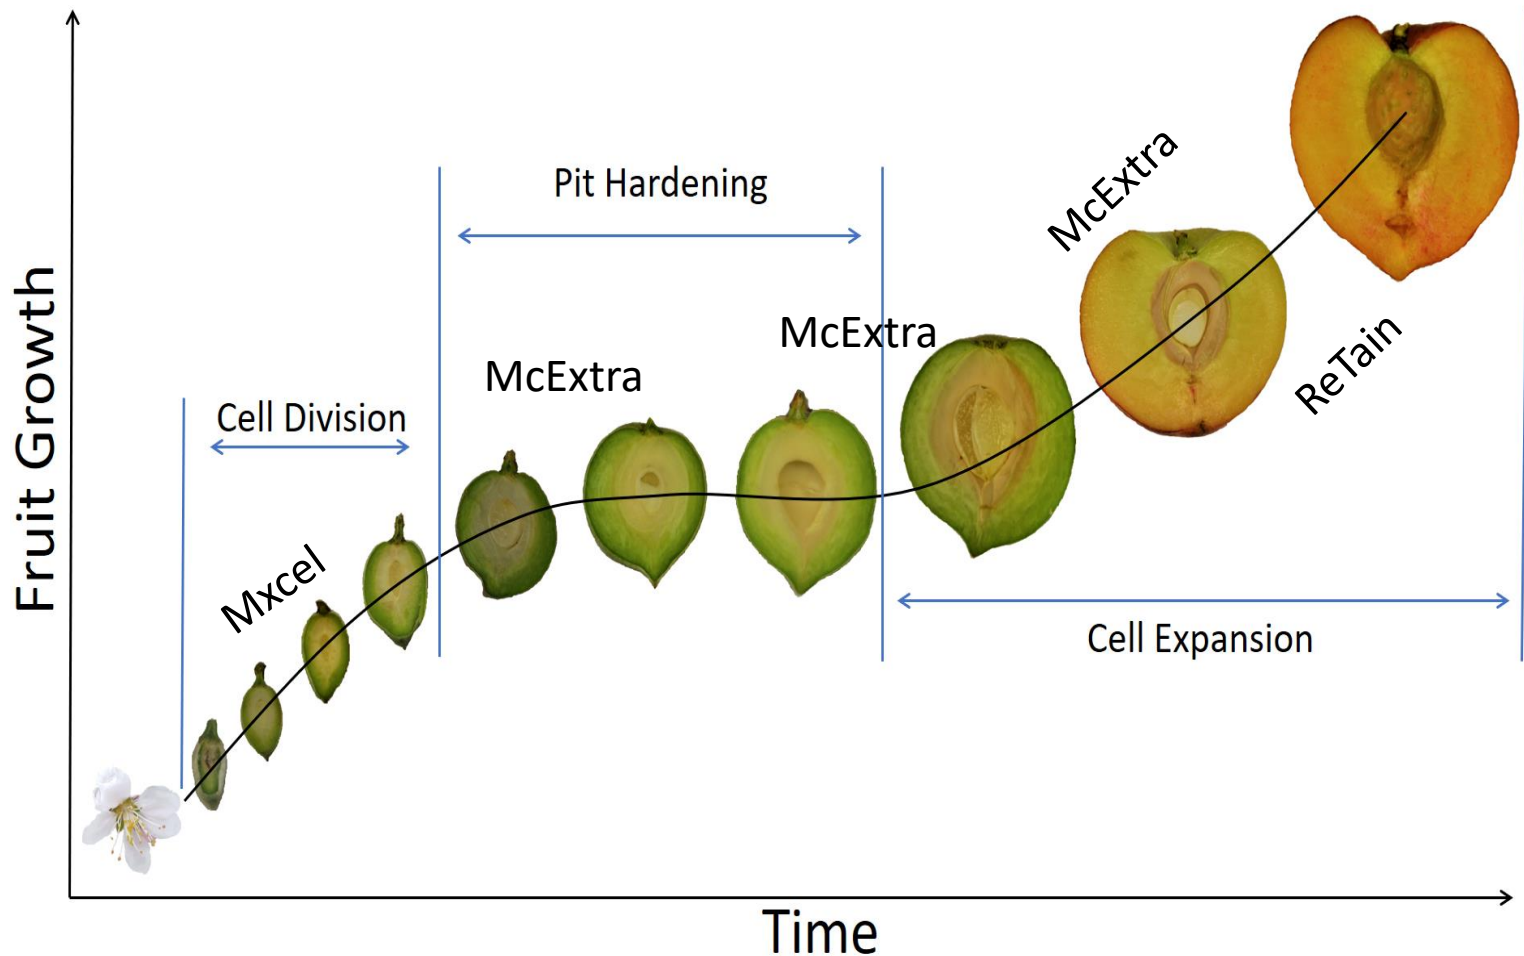 Pit Hardening
McExtra
McExtra
McExtra
Cell Division
ReTain
Mxcel
Cell Expansion
Fruit Growth
Time